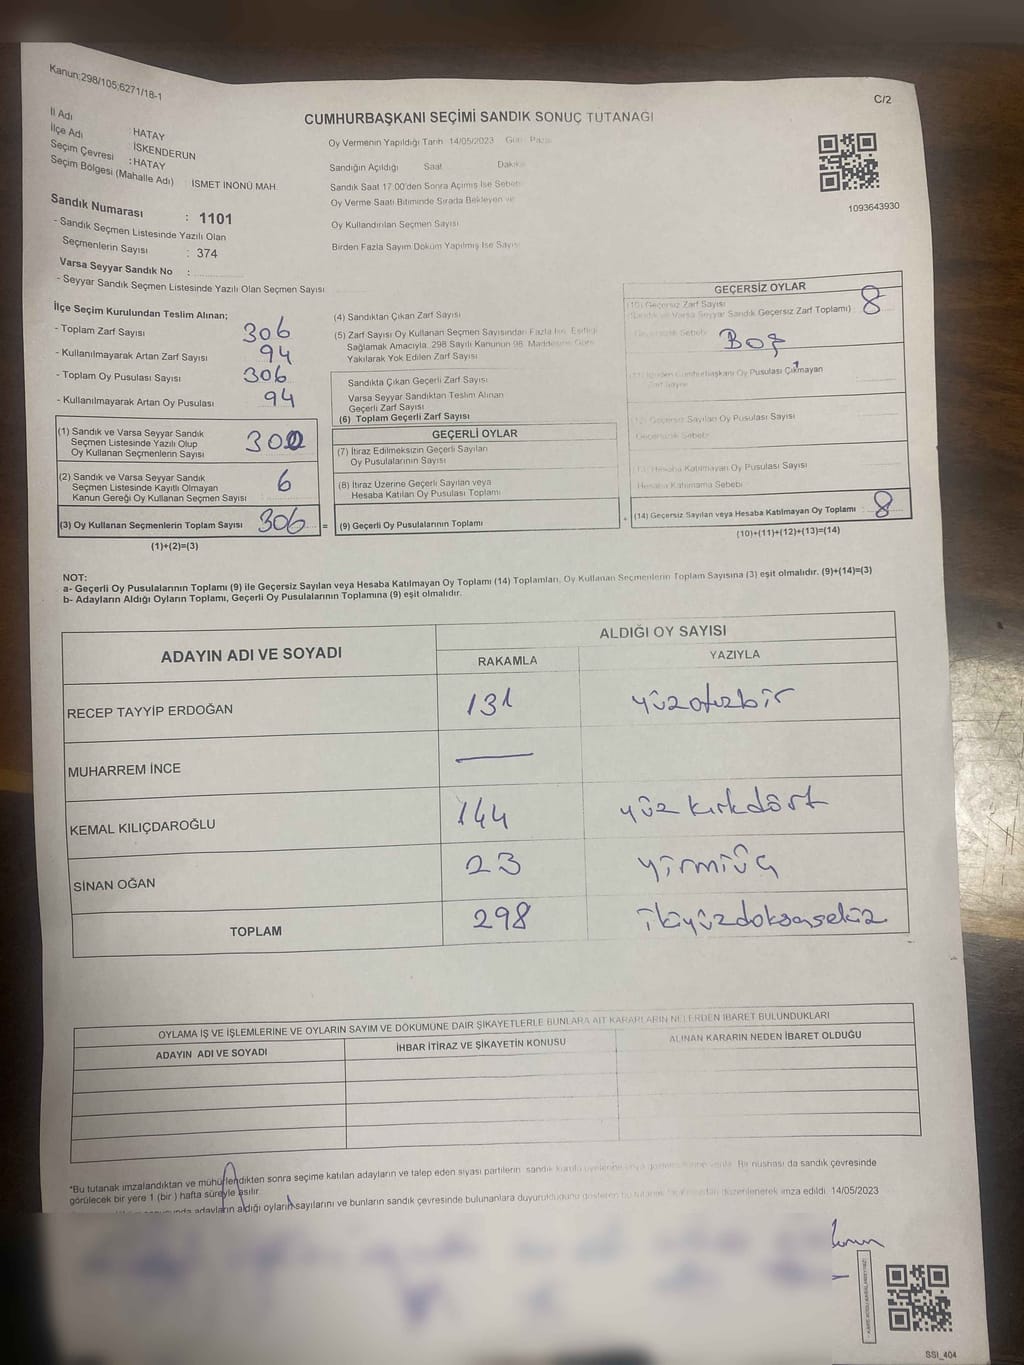 Kanun;298/105;6271/18-1
C/2
CUMHURBAŞKANI SEÇİMİ SANDIK SONUÇ TUTANAĞI
İl Adı : HATAY
İlçe Adı : İSKENDERUN
Seçim Çevresi : HATAY
Seçim Bölgesi (Mahalle Adı) İSMET İNÖNÜ MAH.
Sandık Numarası : 1101
- Sandık Seçmen Listesinde Yazılı Olan
Seçmenlerin Sayısı : 374
Varsa Seyyar Sandık No :
- Seyyar Sandık Seçmen Listesinde Yazılı Olan Seçmen Sayısı
Oy Vermenin Yapıldığı Tarih 14/05/2023 Gün
Sandığın Açıldığı Saat Dakika
Sandık Saat 17.00'den Sonra Açımış İse Sebebi
Oy Verme Saati Bitiminde Sırada Bekleyen ve
Oy Kullandırılan Seçmen Sayısı
Birden Fazla Sayım Döküm Yapılmış İse Sayısı
1093643930
İlçe Seçim Kurulundan Teslim Alınan;
- Toplam Zarf Sayısı 306
- Kullanılmayarak Artan Zarf Sayısı 94
- Toplam Oy Pusulası Sayısı 306
- Kullanılmayarak Artan Oy Pusulası 94
(1) Sandık ve Varsa Seyyar Sandık
Seçmen Listesinde Yazılı Olup
Oy Kullanan Seçmenlerin Sayısı 300
(2) Sandık ve Varsa Seyyar Sandık
Seçmen Listesinde Kayıtlı Olmayan
Kanun Gereği Oy Kullanan Seçmen Sayısı 6
(3) Oy Kullanan Seçmenlerin Toplam Sayısı 306 =
(1)+(2)=(3)
(4) Sandıktan Çıkan Zarf Sayısı
(5) Zarf Sayısı Oy Kullanan Seçmen Sayısından Fazla İse, Eşitliği
Sağlamak Amacıyla, 298 Sayılı Kanunun 98. Maddesine Göre
Yakılarak Yok Edilen Zarf Sayısı
Sandıkta Çıkan Geçerli Zarf Sayısı
Varsa Seyyar Sandıktan Teslim Alınan
Geçerli Zarf Sayısı
(6) Toplam Geçerli Zarf Sayısı
GEÇERLİ OYLAR
(7) İtiraz Edilmeksizin Geçerli Sayılan
Oy Pusulalarının Sayısı
(8) İtiraz Üzerine Geçerli Sayılan veya
Hesaba Katılan Oy Pusulası Toplamı
(9) Geçerli Oy Pusulalarının Toplamı +
GEÇERSİZ OYLAR
(10) Geçersiz Zarf Sayısı
(Sandık ve Varsa Seyyar Sandık Geçersiz Zarf Toplamı) 8
Geçersizlik Sebebi Boş
(11) İçinden Cumhurbaşkanı Oy Pusulası Çıkmayan
Zarf Sayısı
(12) Geçersiz Sayılan Oy Pusulası Sayısı
Geçersizlik Sebebi
(13) Hesaba Katılmayan Oy Pusulası Sayısı
Hesaba Katılmama Sebebi
(14) Geçersiz Sayılan veya Hesaba Katılmayan Oy Toplamı 8
(10)+(11)+(12)+(13)=(14)
NOT:
a- Geçerli Oy Pusulalarının Toplamı (9) ile Geçersiz Sayılan veya Hesaba Katılmayan Oy Toplamı (14) Toplamları, Oy Kullanan Seçmenlerin Toplam Sayısına (3) eşit olmalıdır. (9)+(14)=(3)
b- Adayların Aldığı Oyların Toplamı, Geçerli Oy Pusulalarının Toplamına (9) eşit olmalıdır.
ADAYIN ADI VE SOYADI
ALDIĞI OY SAYISI
RAKAMLA YAZIYLA
RECEP TAYYİP ERDOĞAN 131 yüzotuzbir
MUHARREM İNCE —
KEMAL KILIÇDAROĞLU 144 yüz kırkdört
SİNAN OĞAN 23 yirmiüç
TOPLAM 298 ikiyüzdoksansekiz
OYLAMA İŞ VE İŞLEMLERİNE VE OYLARIN SAYIM VE DÖKÜMÜNE DAİR ŞİKAYETLERLE BUNLARA AİT KARARLARIN NELERDEN İBARET BULUNDUKLARI
ADAYIN ADI VE SOYADI İHBAR İTİRAZ VE ŞİKAYETİN KONUSU ALINAN KARARIN NEDEN İBARET OLDUĞU
*Bu tutanak imzalandıktan ve mühürlendikten sonra seçime katılan adayların ve talep eden siyasi partilerin sandık kurulu üyelerine verilir. Bir nüshası da sandık çevresinde
görülecek bir yere 1 (bir ) hafta süreyle asılır.
adayların aldığı oyların sayılarını ve bunların sandık çevresinde bulunanlara duyurulduğunu gösteren bu tutanak tarafımızdan düzenlenerek imza edildi. 14/05/2023
SSI_404